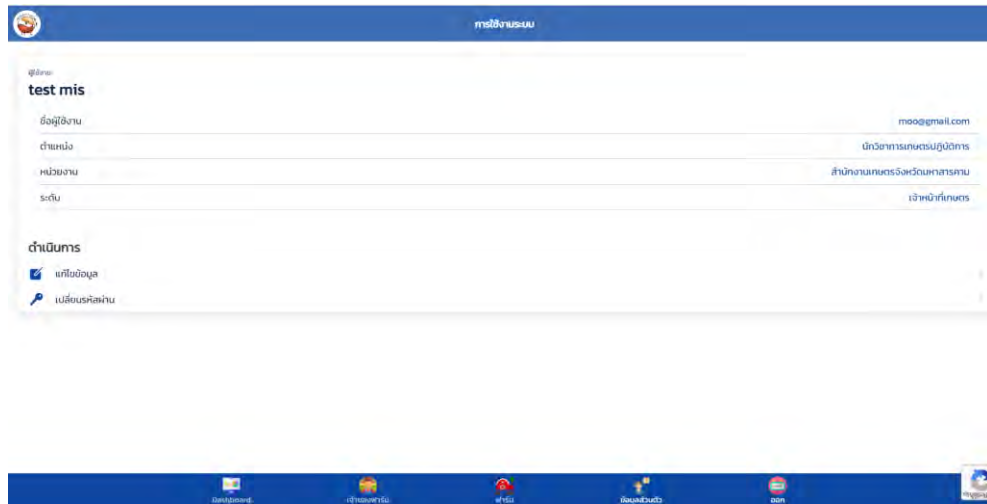 การใช้งานระบบ
ผู้ใช้งาน
test mis
ชื่อผู้ใช้งาน moo@gmail.com
ตำแหน่ง นักวิชาการเกษตรปฏิบัติการ
หน่วยงาน สำนักงานเกษตรจังหวัดมหาสารคาม
ระดับ เจ้าหน้าที่เกษตร
ดำเนินการ
แก้ไขข้อมูล
เปลี่ยนรหัสผ่าน
Dashboard เจ้าของฟาร์ม ฟาร์ม ข้อมูลส่วนตัว ออก